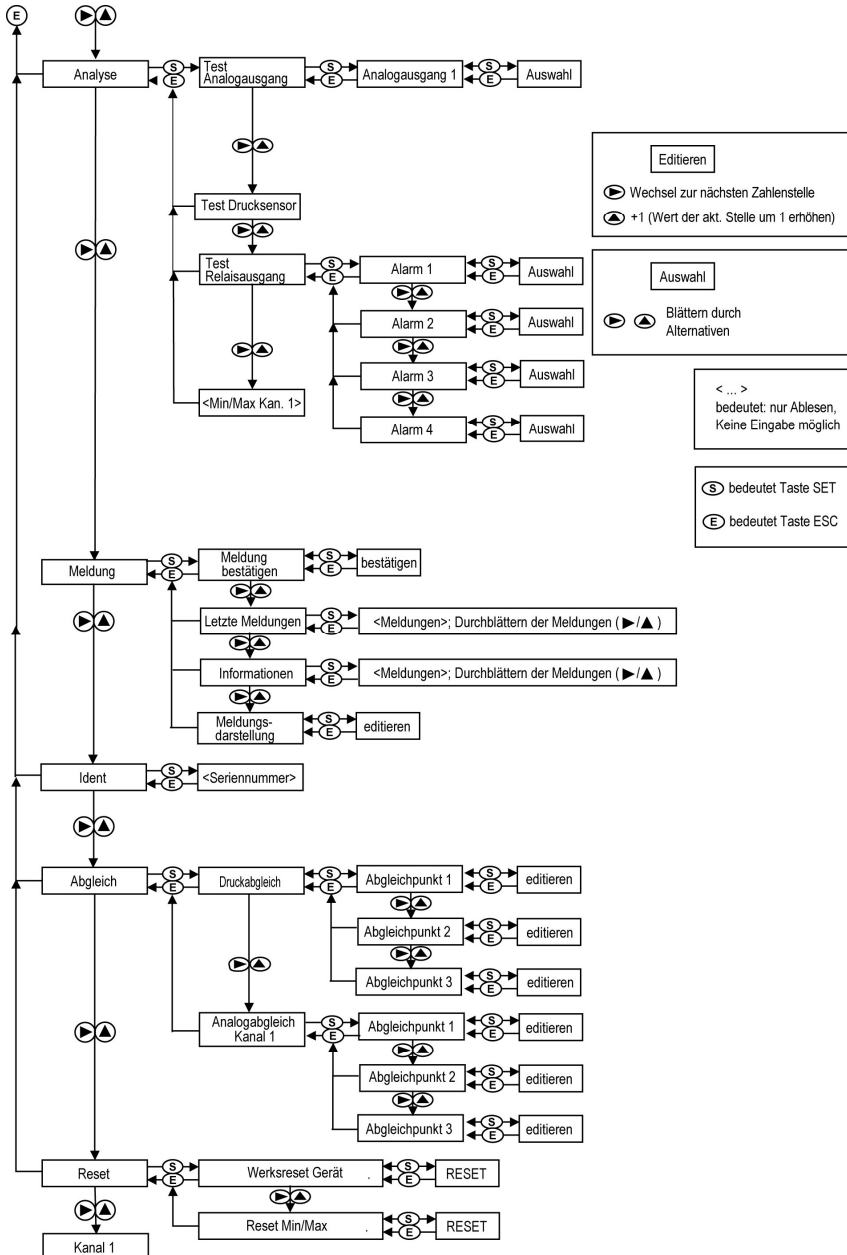 E
Analyse
S
E
Test
Analogausgang
S
E
Analogausgang 1
S
E
Auswahl
Test Drucksensor
Test
Relaisausgang
S
E
Alarm 1
S
E
Auswahl
Alarm 2
S
E
Auswahl
Alarm 3
S
E
Auswahl
<Min/Max Kan. 1>
Alarm 4
S
E
Auswahl
Editieren
Wechsel zur nächsten Zahlenstelle
+1 (Wert der akt. Stelle um 1 erhöhen)
Auswahl
Blättern durch
Alternativen
< ... >
bedeutet: nur Ablesen,
Keine Eingabe möglich
S bedeutet Taste SET
E bedeutet Taste ESC
Meldung
S
E
Meldung
bestätigen
S
E
bestätigen
Letzte Meldungen
S
E
<Meldungen>; Durchblättern der Meldungen (▶/▲)
Informationen
S
E
<Meldungen>; Durchblättern der Meldungen (▶/▲)
Meldungs-
darstellung
S
E
editieren
Ident
S
E
<Seriennummer>
Abgleich
S
E
Druckabgleich
S
E
Abgleichpunkt 1
S
E
editieren
Abgleichpunkt 2
S
E
editieren
Abgleichpunkt 3
S
E
editieren
Analogabgleich
Kanal 1
S
E
Abgleichpunkt 1
S
E
editieren
Abgleichpunkt 2
S
E
editieren
Abgleichpunkt 3
S
E
editieren
Reset
S
E
Werksreset Gerät .
S
E
RESET
Reset Min/Max .
S
E
RESET
Kanal 1